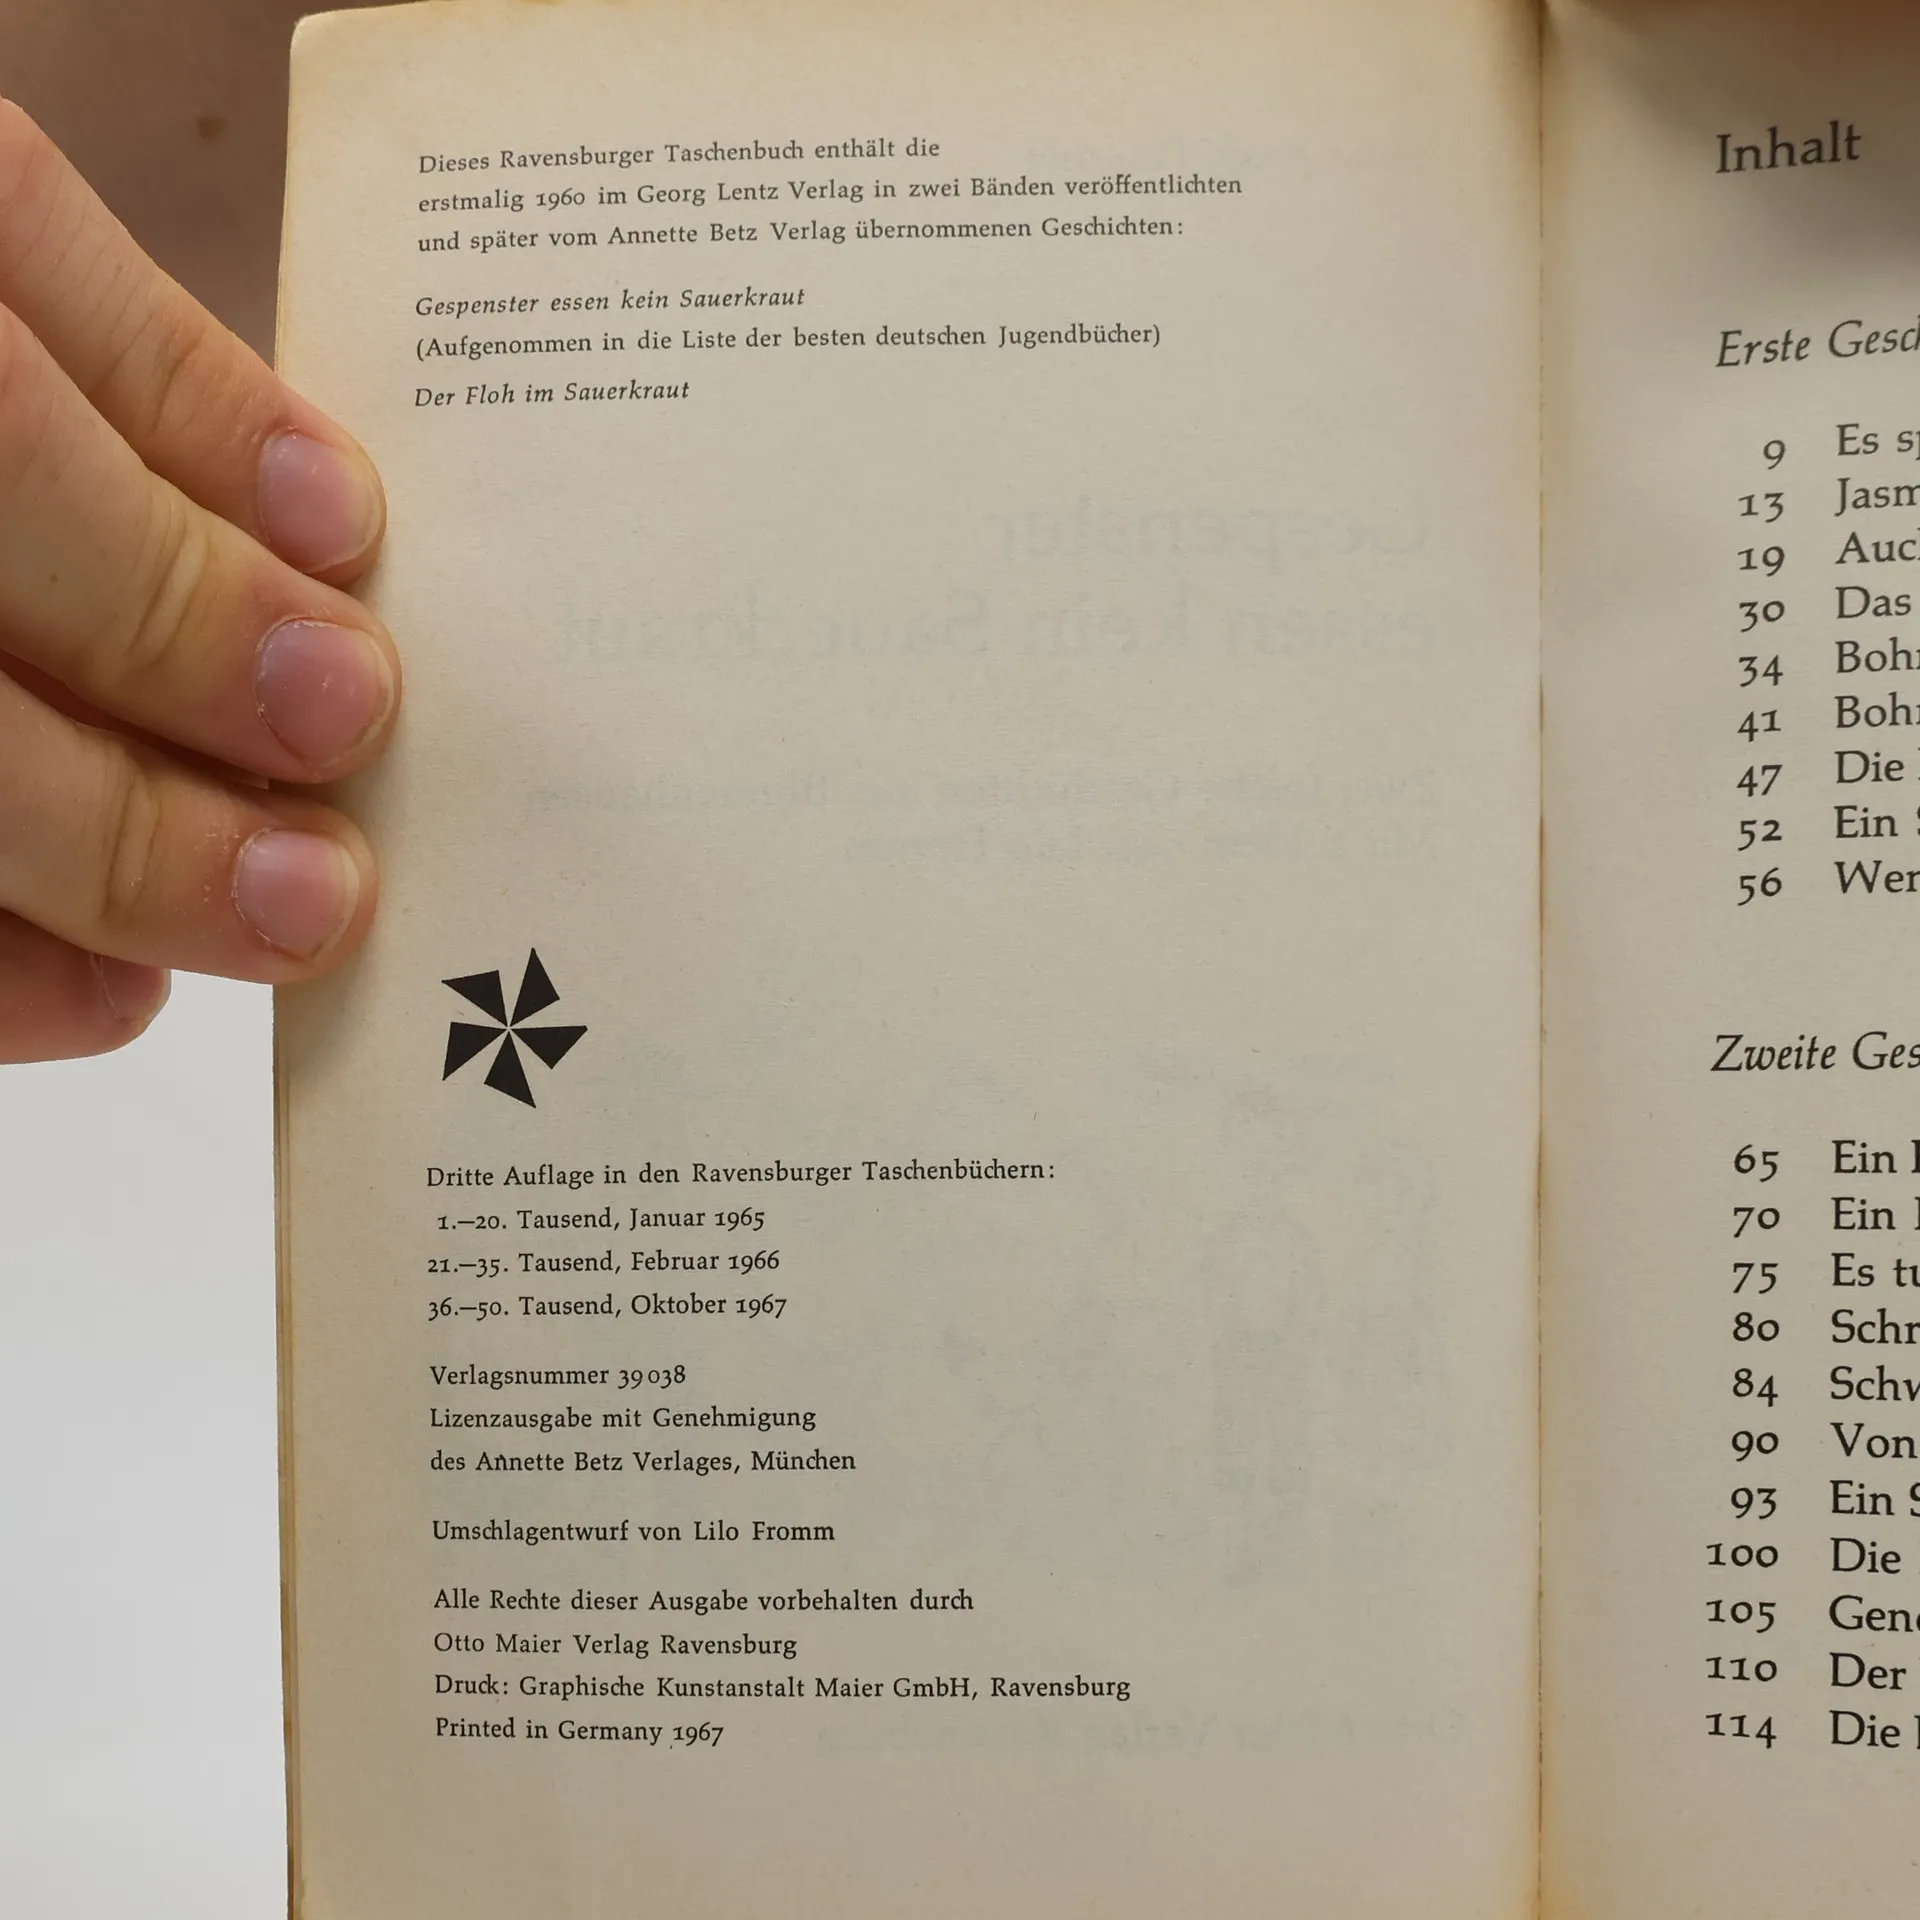 Dieses Ravensburger Taschenbuch enthält die
erstmalig 1960 im Georg Lentz Verlag in zwei Bänden veröffentlichten
und später vom Annette Betz Verlag übernommenen Geschichten:
Gespenster essen kein Sauerkraut
(Aufgenommen in die Liste der besten deutschen Jugendbücher)
Der Floh im Sauerkraut
Dritte Auflage in den Ravensburger Taschenbüchern:
1.—20. Tausend, Januar 1965
21.—35. Tausend, Februar 1966
36.—50. Tausend, Oktober 1967
Verlagsnummer 39 038
Lizenzausgabe mit Genehmigung
des Annette Betz Verlages, München
Umschlagentwurf von Lilo Fromm
Alle Rechte dieser Ausgabe vorbehalten durch
Otto Maier Verlag Ravensburg
Druck: Graphische Kunstanstalt Maier GmbH, Ravensburg
Printed in Germany 1967
Inhalt
Erste
9 Es
13
19
30 Das
34
41
47 Die
52 Ein
56
Zweite
65 Ein
70 Ein
75 Es
80
84
90 Von
93 Ein
100 Die
105
110 Der
114 Die